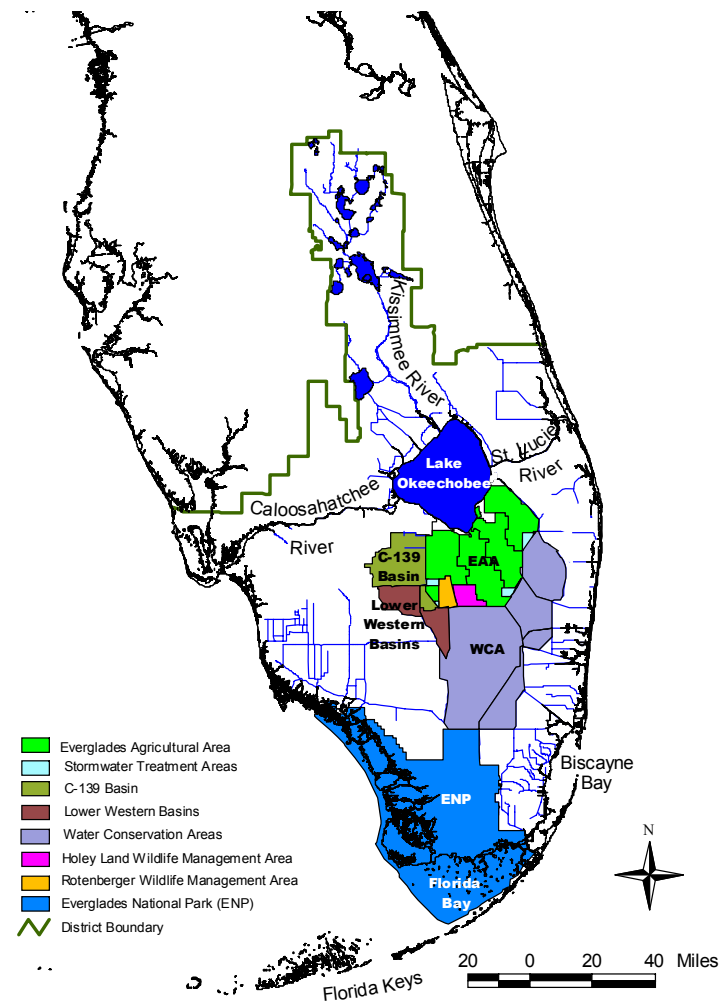 Kissimmee River
St. Lucie
River
Lake
Okeechobee
Caloosahatchee
River
C-139
Basin
EAA
Lower
Western
Basins
WCA
Biscayne
Bay
ENP
Florida
Bay
Florida Keys
Everglades Agricultural Area
Stormwater Treatment Areas
C-139 Basin
Lower Western Basins
Water Conservation Areas
Holey Land Wildlife Management Area
Rotenberger Wildlife Management Area
Everglades National Park (ENP)
District Boundary
N
20 0 20 40 Miles